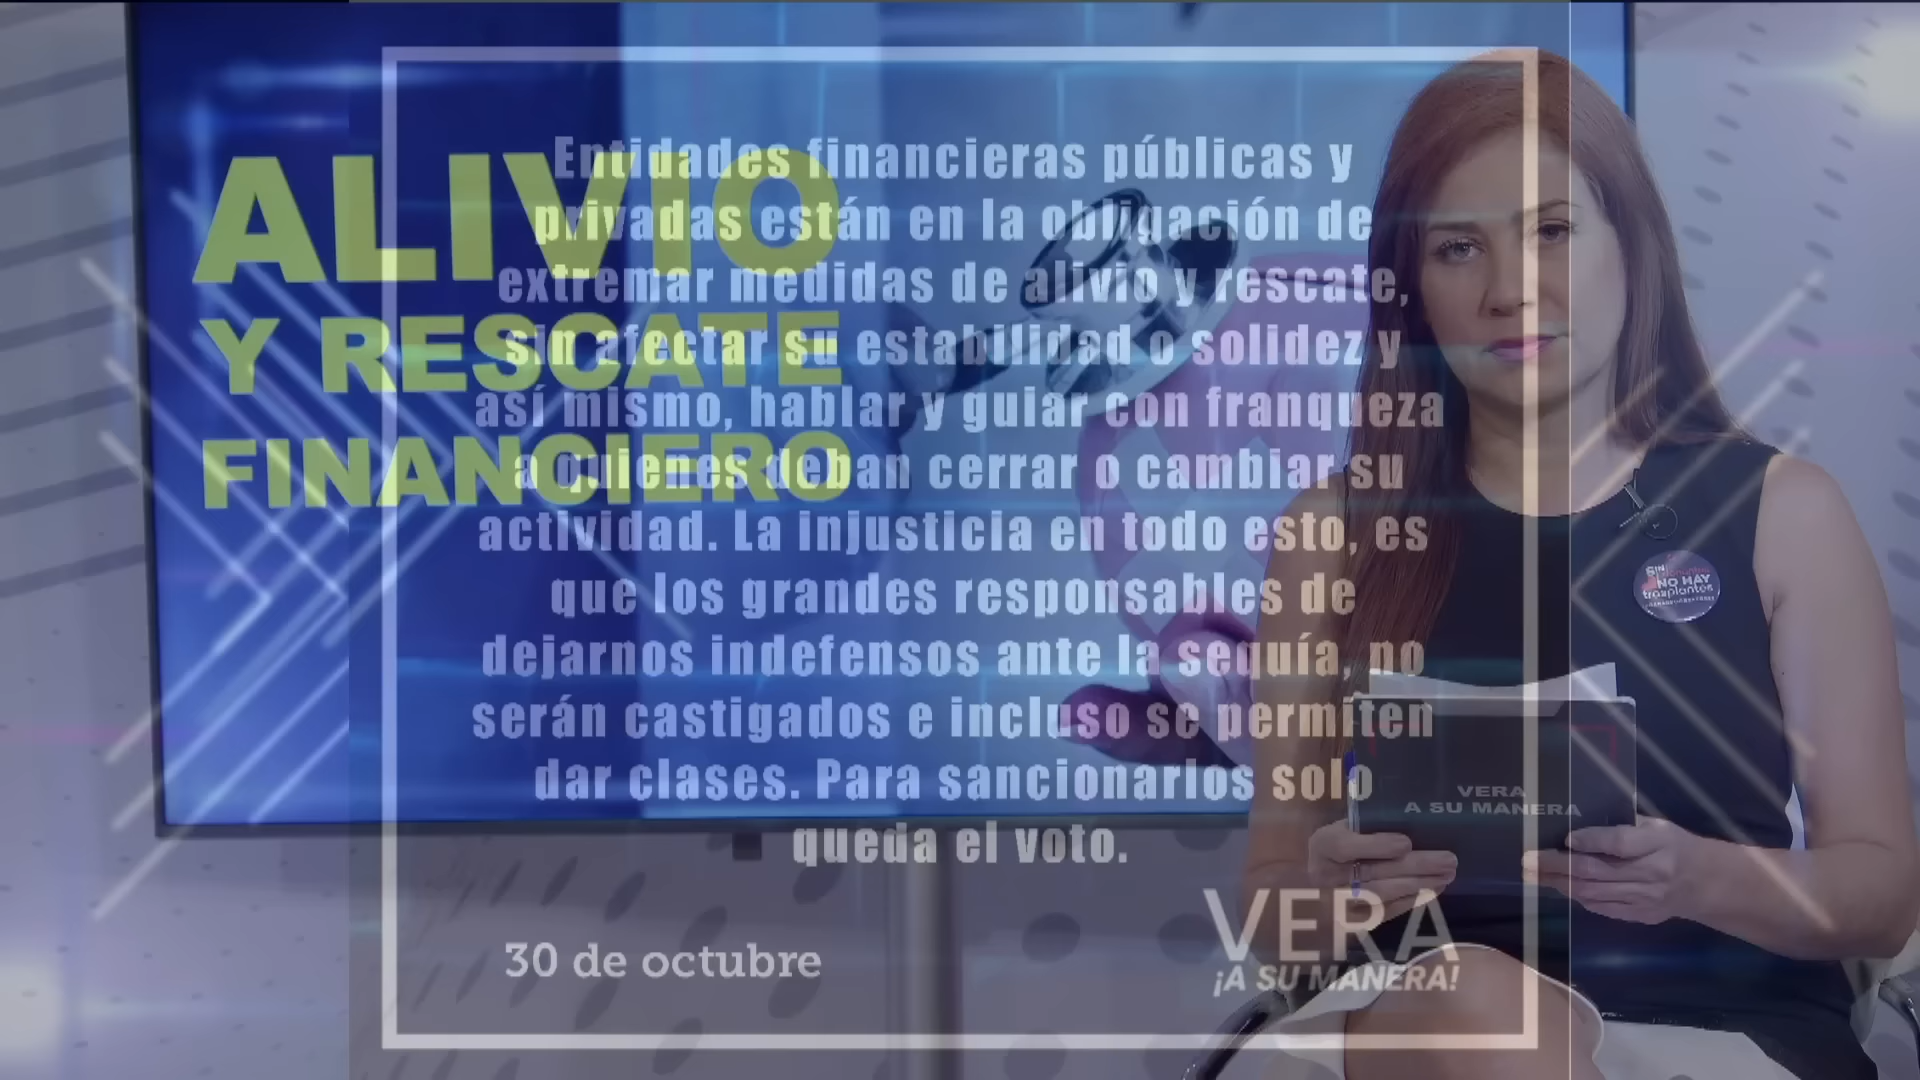 ALIVIO
Y RESCATE
FINANCIERO
Entidades financieras públicas y
privadas están en la obligación de
extremar medidas de alivio y rescate,
sin afectar su estabilidad o solidez y
así mismo, hablar y guiar con franqueza
a quienes deban cerrar o cambiar su
actividad. La injusticia en todo esto, es
que los grandes responsables de
dejarnos indefensos ante la sequía, no
serán castigados e incluso se permiten
dar clases. Para sancionarlos solo
queda el voto.
30 de octubre
VERA
¡A SU MANERA!
SIN
NO HAY
trasplantes
VERA
A SU MANERA